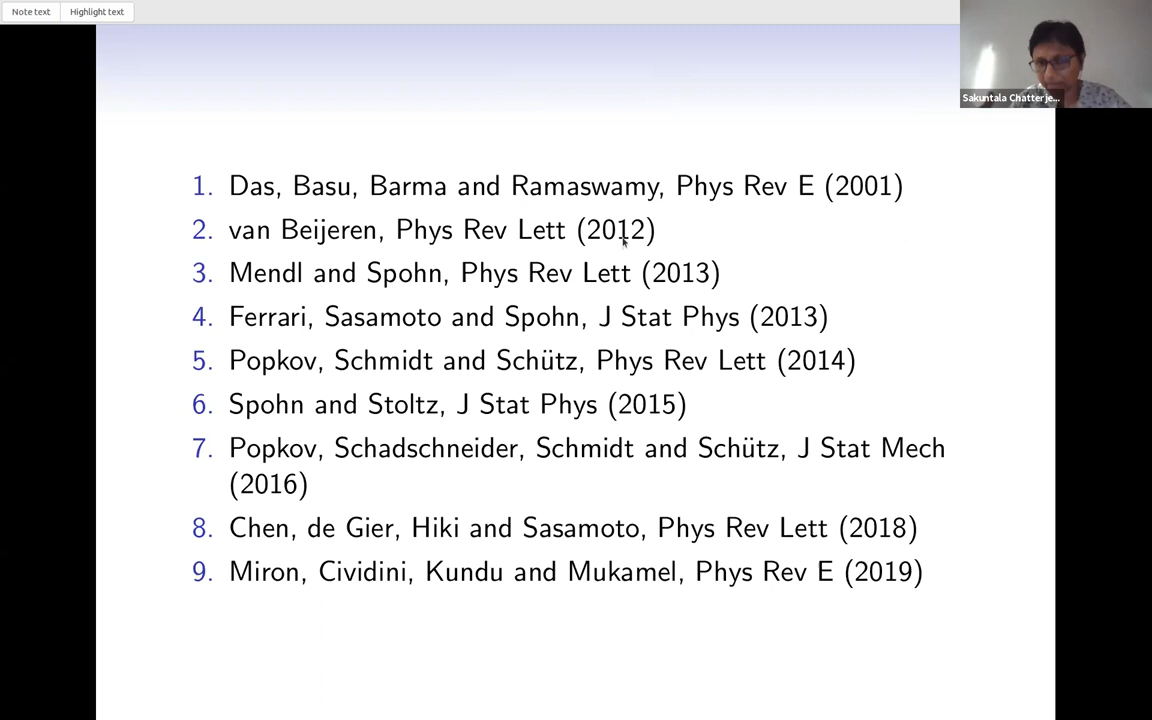 Note text
Highlight text
Sakuntala Chatterje...
1. Das, Basu, Barma and Ramaswamy, Phys Rev E (2001)
2. van Beijeren, Phys Rev Lett (2012)
3. Mendl and Spohn, Phys Rev Lett (2013)
4. Ferrari, Sasamoto and Spohn, J Stat Phys (2013)
5. Popkov, Schmidt and Schütz, Phys Rev Lett (2014)
6. Spohn and Stoltz, J Stat Phys (2015)
7. Popkov, Schadschneider, Schmidt and Schütz, J Stat Mech
(2016)
8. Chen, de Gier, Hiki and Sasamoto, Phys Rev Lett (2018)
9. Miron, Cividini, Kundu and Mukamel, Phys Rev E (2019)